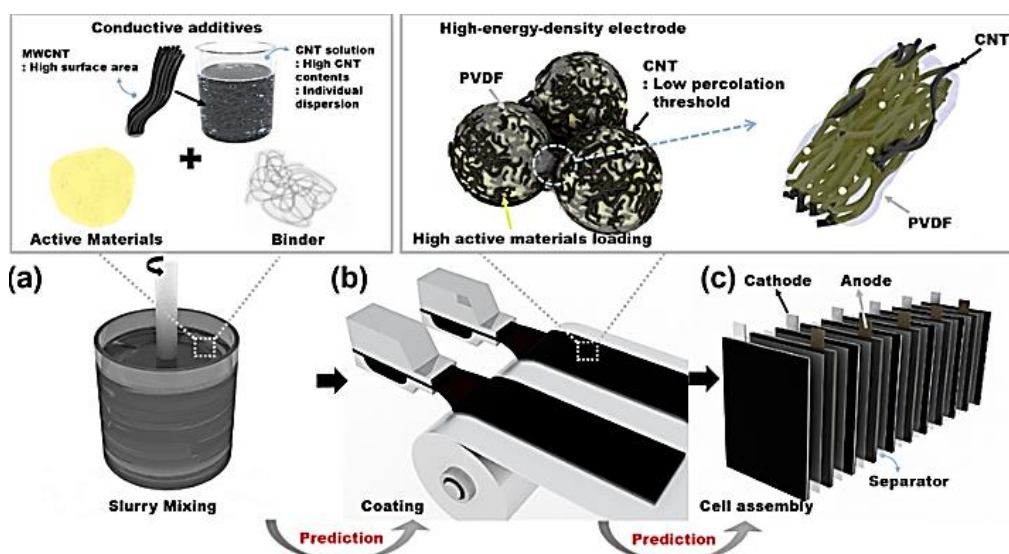 Conductive additives
MWCNT
: High surface area
CNT solution
: High CNT
contents
: Individual
dispersion
Active Materials
Binder
High-energy-density electrode
PVDF
CNT
: Low percolation
threshold
High active materials loading
CNT
PVDF
(a)
Slurry Mixing
(b)
Coating
(c)
Cathode
Anode
Separator
Cell assembly
Prediction
Prediction